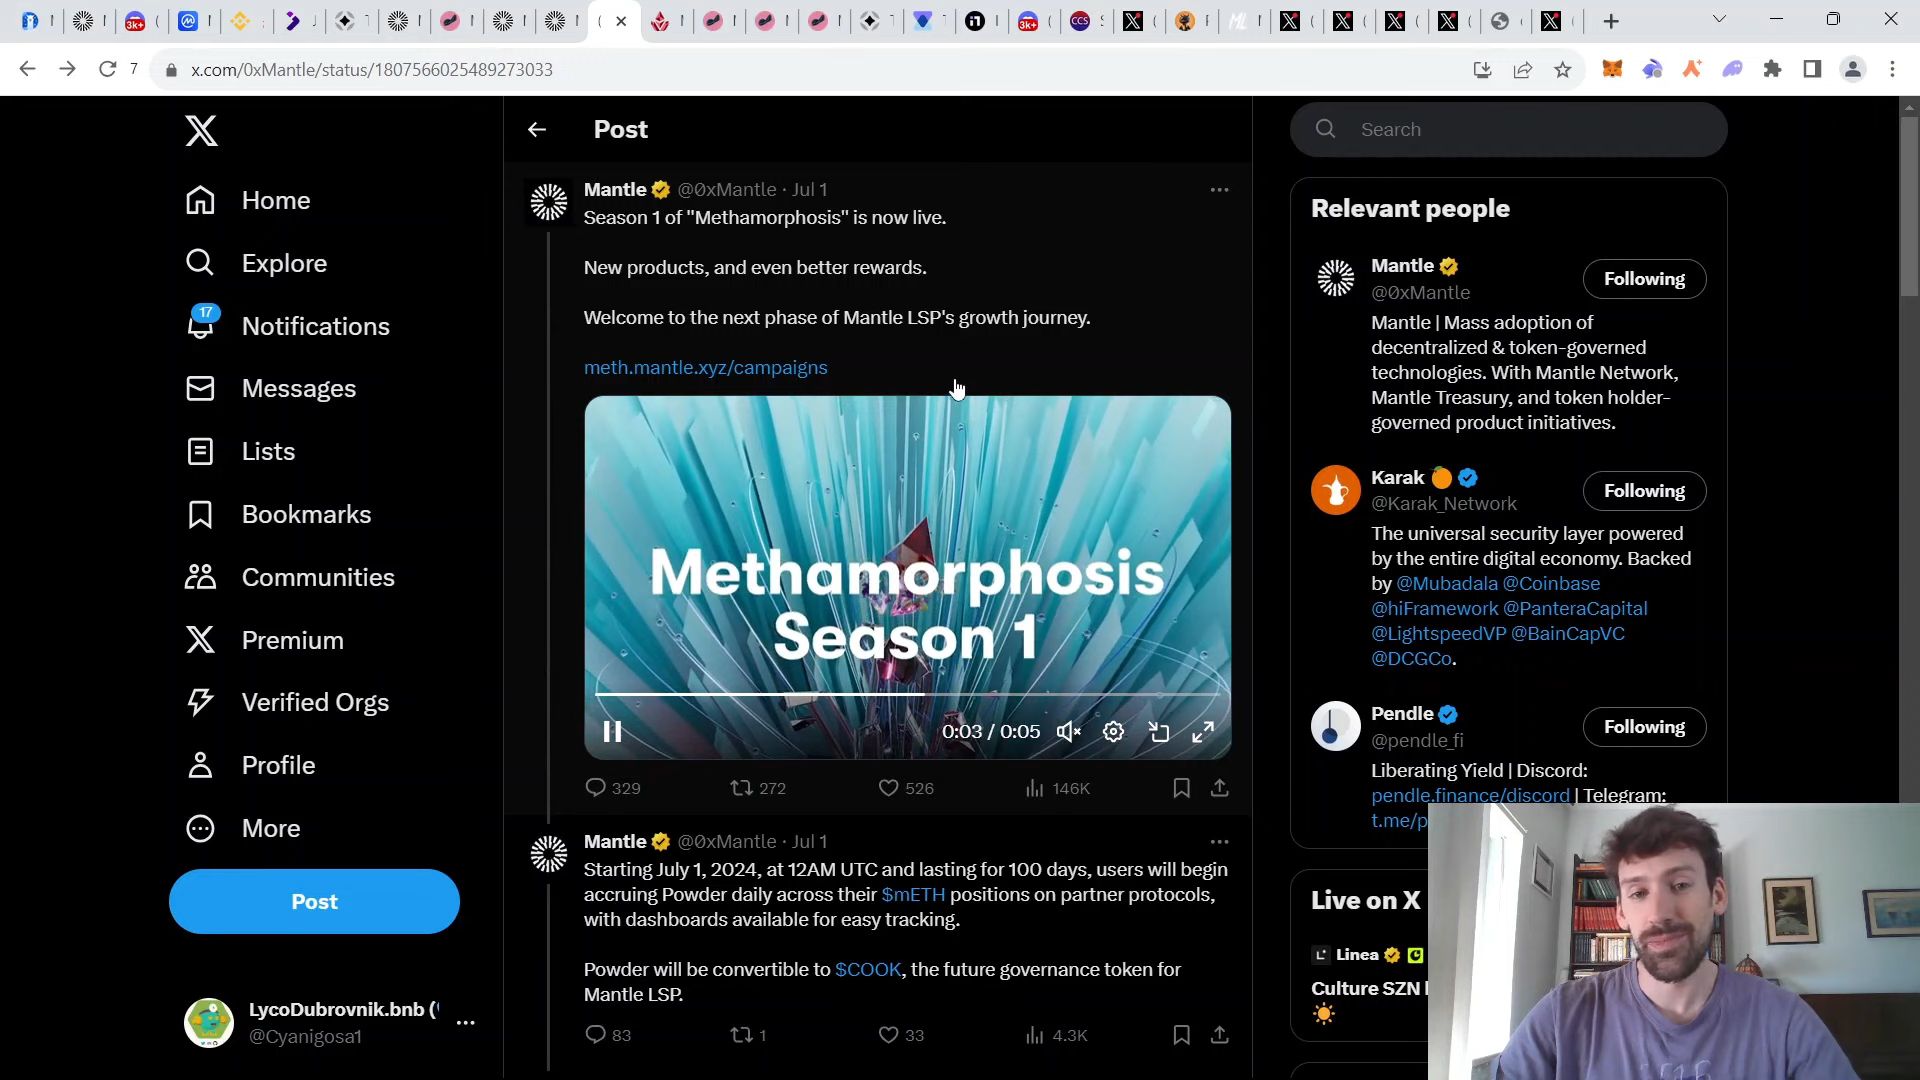 x.com/0xMantle/status/1807566025489273033
7
3k+
3k+
CCS
Post
Search
Home
Explore
17
Notifications
Messages
Lists
Bookmarks
Communities
Premium
Verified Orgs
Profile
More
Post
LycoDubrovnik.bnb (
@Cyanigosa1
Mantle @0xMantle · Jul 1
Season 1 of "Methamorphosis" is now live.
New products, and even better rewards.
Welcome to the next phase of Mantle LSP's growth journey.
meth.mantle.xyz/campaigns
Methamorphosis
Season 1
0:03 / 0:05
329
272
526
146K
Mantle @0xMantle · Jul 1
Starting July 1, 2024, at 12AM UTC and lasting for 100 days, users will begin
accruing Powder daily across their $mETH positions on partner protocols,
with dashboards available for easy tracking.
Powder will be convertible to $COOK, the future governance token for
Mantle LSP.
83
1
33
4.3K
Relevant people
Mantle
@0xMantle
Following
Mantle | Mass adoption of
decentralized & token-governed
technologies. With Mantle Network,
Mantle Treasury, and token holder-
governed product initiatives.
Karak
@Karak_Network
Following
The universal security layer powered
by the entire digital economy. Backed
by @Mubadala @Coinbase
@hiFramework @PanteraCapital
@LightspeedVP @BainCapVC
@DCGCo.
Pendle
@pendle_fi
Following
Liberating Yield | Discord:
pendle.finance/discord | Telegram:
t.me/p
Live on X
Linea
Culture SZN